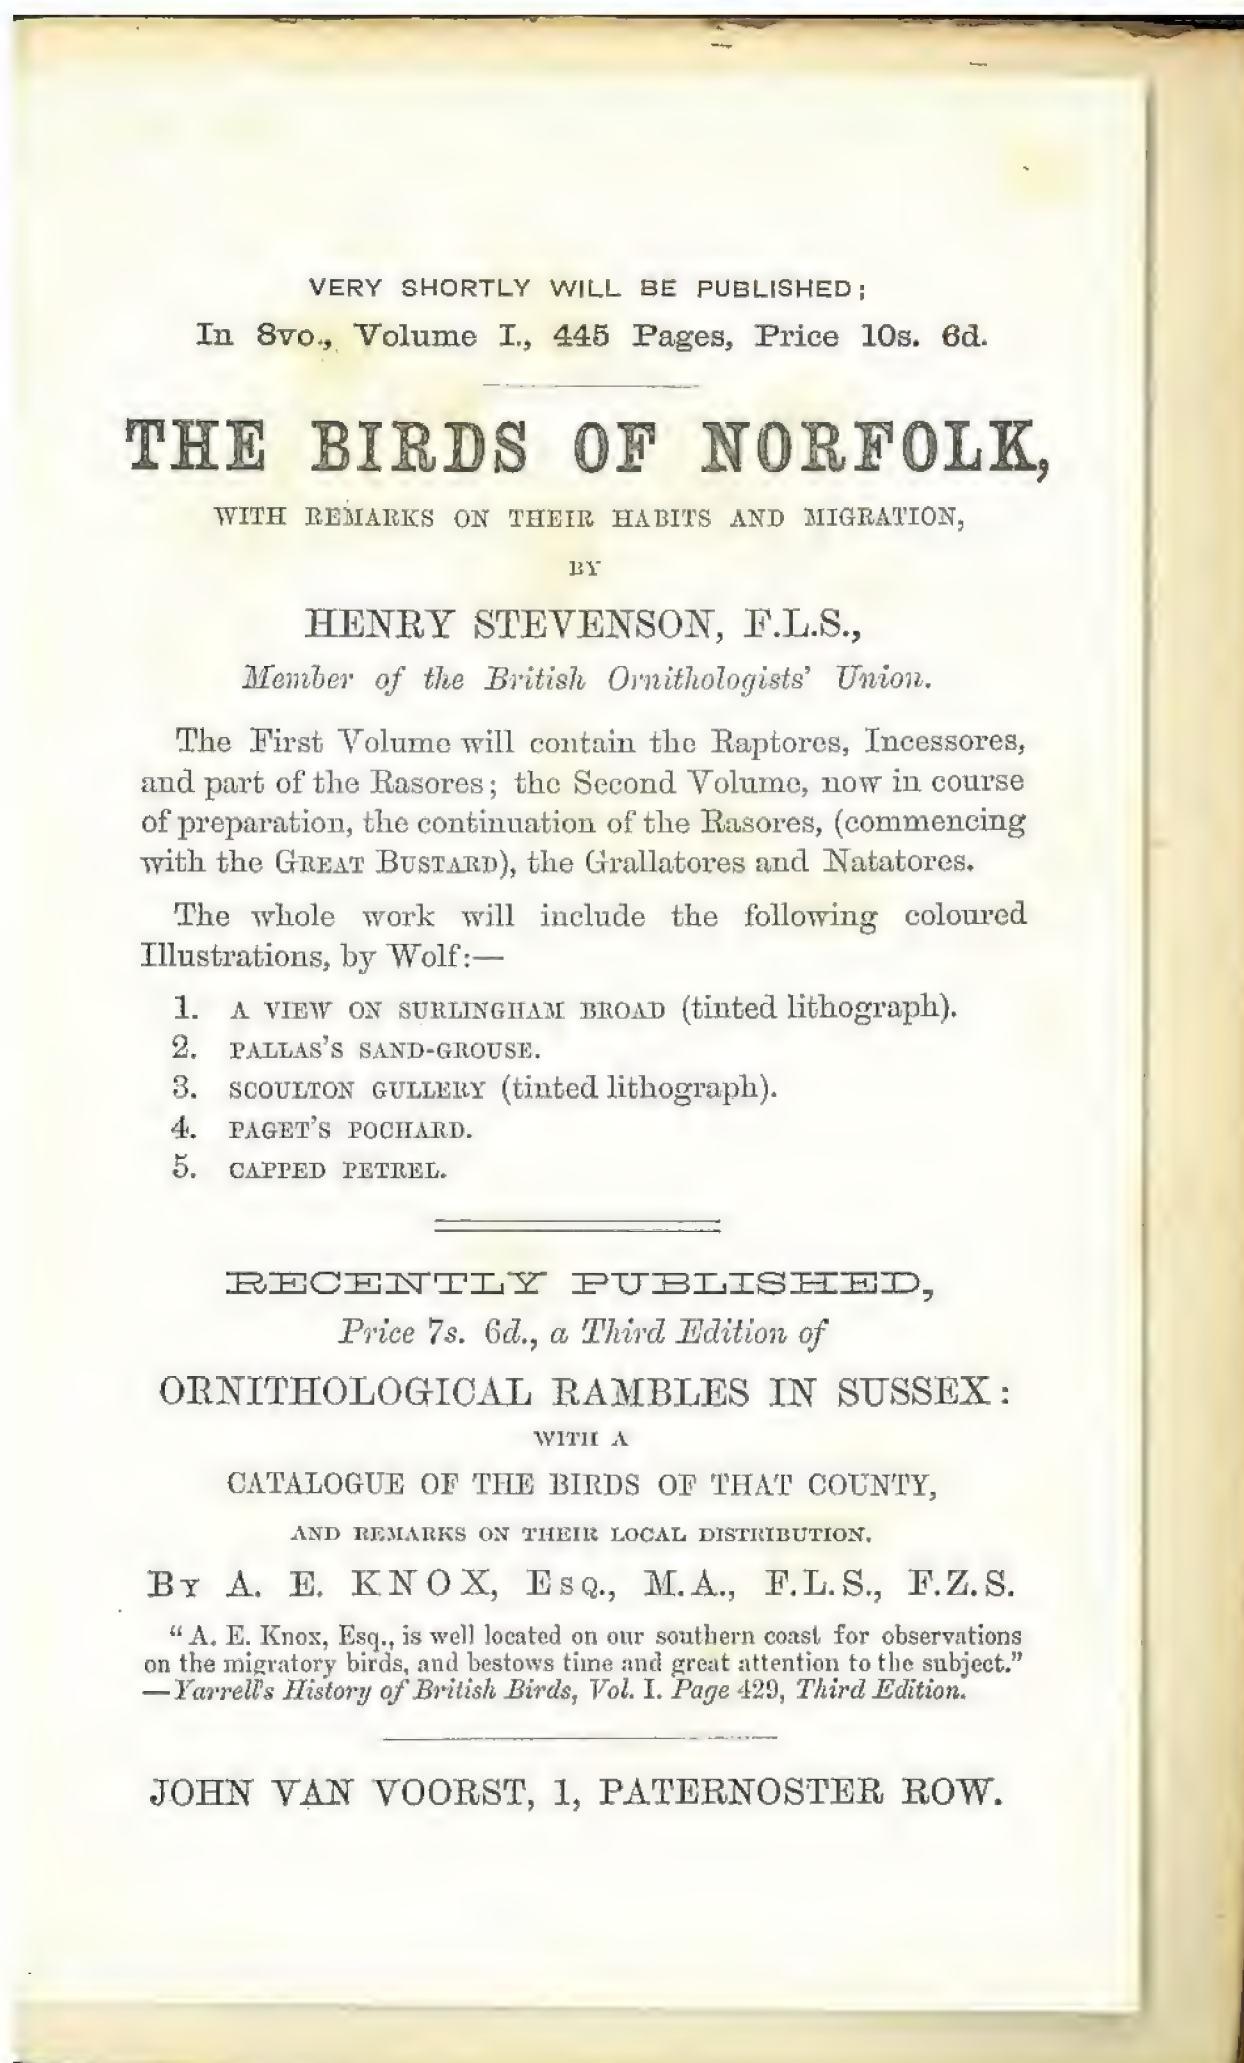 VERY SHORTLY WILL BE PUBLISHED;
In 8vo., Volume I., 445 Pages, Price 10s. 6d.
THE BIRDS OF NORFOLK,
WITH REMARKS ON THEIR HABITS AND MIGRATION,
BY
HENRY STEVENSON, F.L.S.,
Member of the British Ornithologists' Union.
The First Volume will contain the Raptores, Incessores,
and part of the Rasores; the Second Volume, now in course
of preparation, the continuation of the Rasores, (commencing
with the GREAT BUSTARD), the Grallatores and Natatores.
The whole work will include the following coloured
Illustrations, by Wolf:—
1. A VIEW ON SURLINGHAM BROAD (tinted lithograph).
2. PALLAS'S SAND-GROUSE.
3. SCOULTON GULLERY (tinted lithograph).
4. PAGET'S POCHARD.
5. CAPPED PETREL.
RECENTLY PUBLISHED,
Price 7s. 6d., a Third Edition of
ORNITHOLOGICAL RAMBLES IN SUSSEX:
WITH A
CATALOGUE OF THE BIRDS OF THAT COUNTY,
AND REMARKS ON THEIR LOCAL DISTRIBUTION.
BY A. E. KNOX, ESQ., M.A., F.L.S., F.Z.S.
"A. E. Knox, Esq., is well located on our southern coast for observations
on the migratory birds, and bestows time and great attention to the subject."
—Yarrell's History of British Birds, Vol. I. Page 429, Third Edition.
JOHN VAN VOORST, 1, PATERNOSTER ROW.